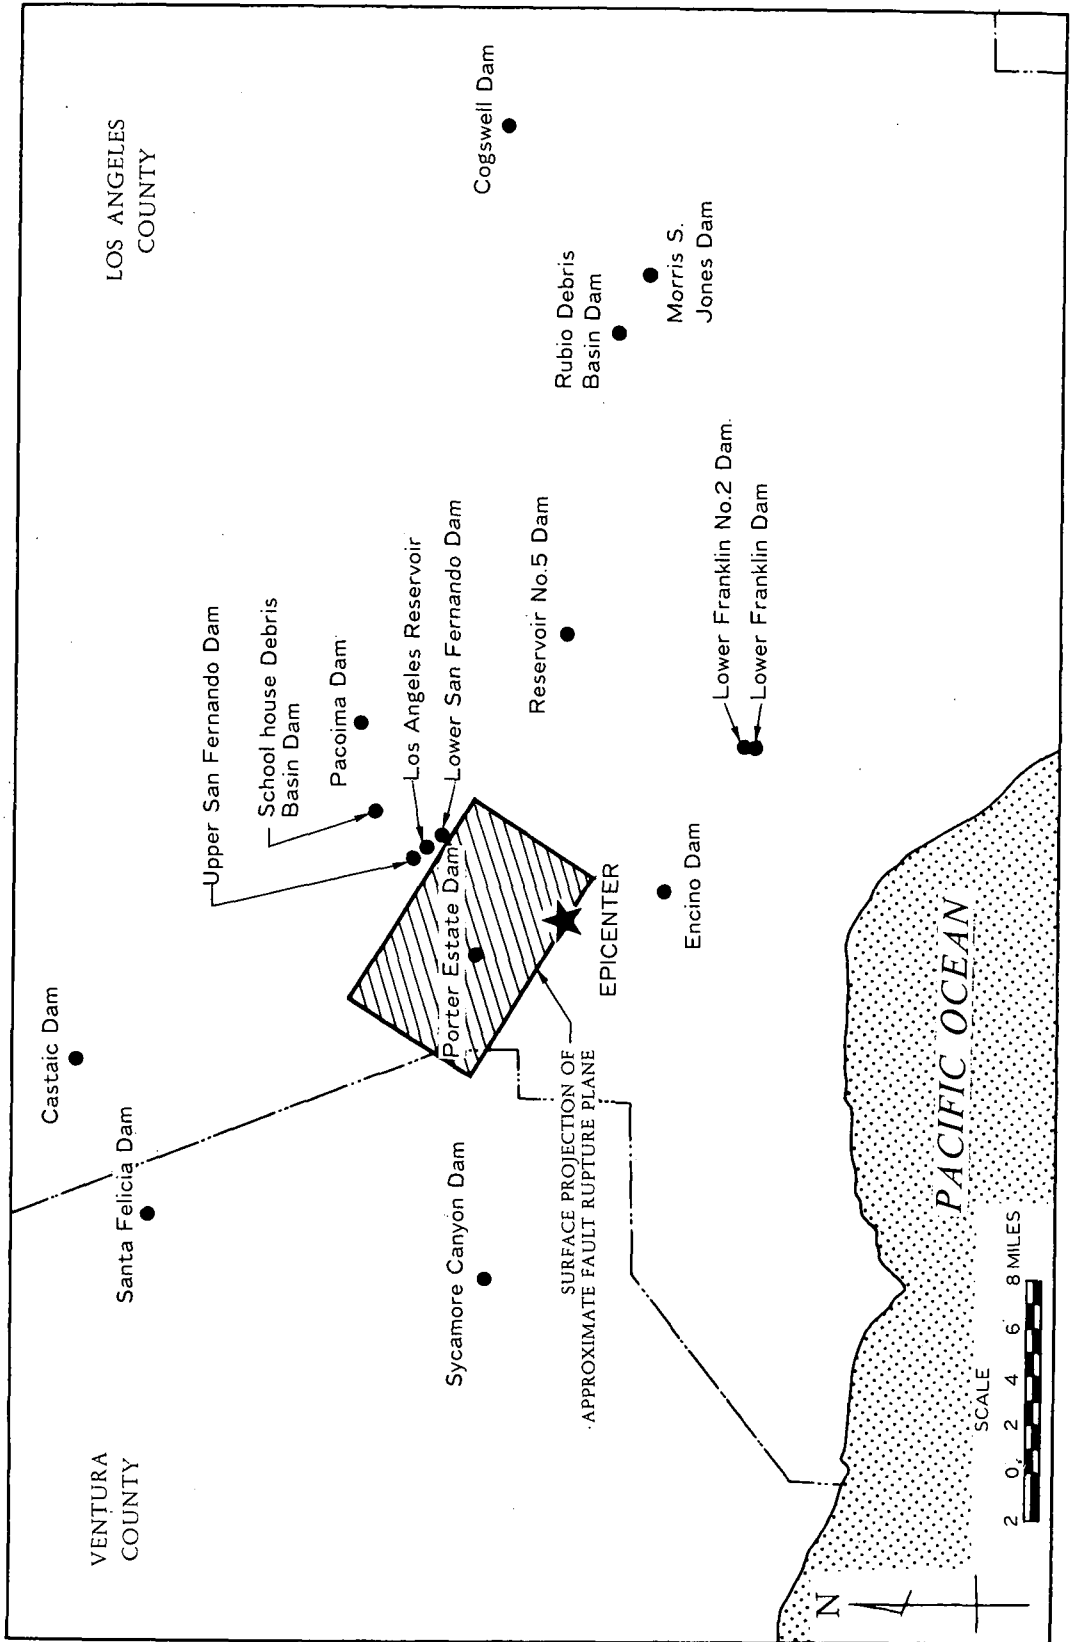 VENTURA
COUNTY
LOS ANGELES
COUNTY
Castaic Dam
Santa Felicia Dam
Upper San Fernando Dam
School house Debris
Basin Dam
Pacoima Dam
Los Angeles Reservoir
Lower San Fernando Dam
Cogswell Dam
Porter Estate Dam
Sycamore Canyon Dam
Reservoir No.5 Dam
Rubio Debris
Basin Dam
Morris S.
Jones Dam
EPICENTER
SURFACE PROJECTION OF
APPROXIMATE FAULT RUPTURE PLANE
Encino Dam
Lower Franklin No.2 Dam
Lower Franklin Dam
PACIFIC OCEAN
N
SCALE
2 0 2 4 6 8 MILES